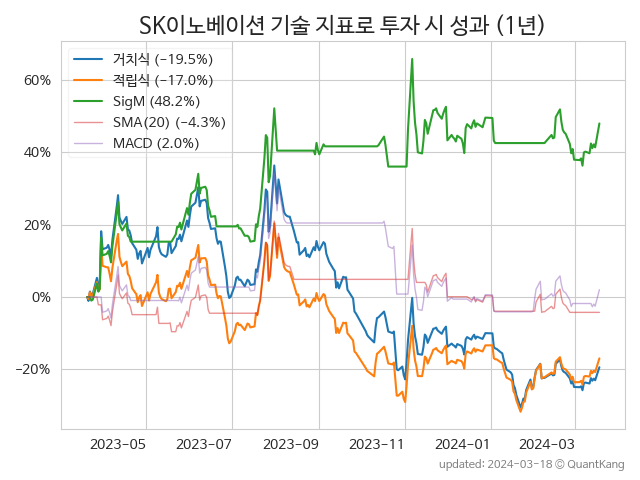 SK이노베이션 기술 지표로 투자 시 성과 (1년)
거치식 (−19.5%)
적립식 (−17.0%)
SigM (48.2%)
SMA(20) (−4.3%)
MACD (2.0%)
60%
40%
20%
0%
−20%
2023-05 2023-07 2023-09 2023-11 2024-01 2024-03
updated: 2024-03-18 © QuantKang